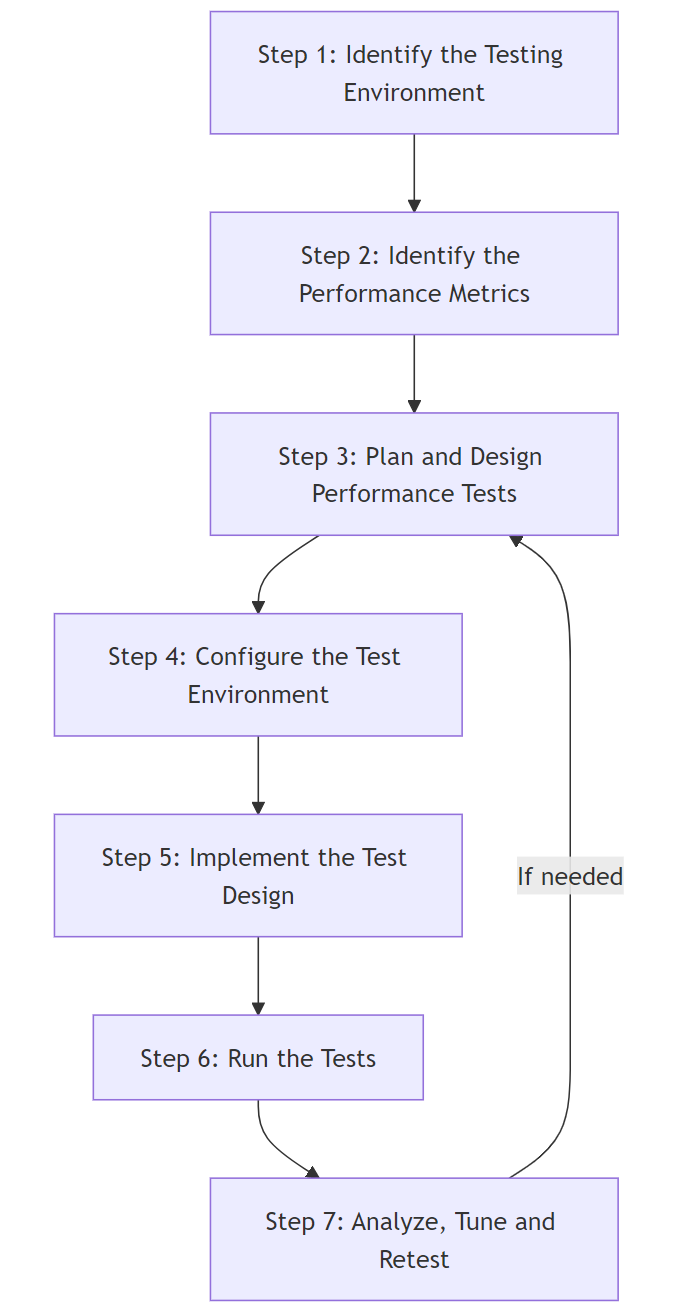 Step 1: Identify the Testing
Environment
Step 2: Identify the
Performance Metrics
Step 3: Plan and Design
Performance Tests
Step 4: Configure the Test
Environment
Step 5: Implement the Test
Design
If needed
Step 6: Run the Tests
Step 7: Analyze, Tune and
Retest